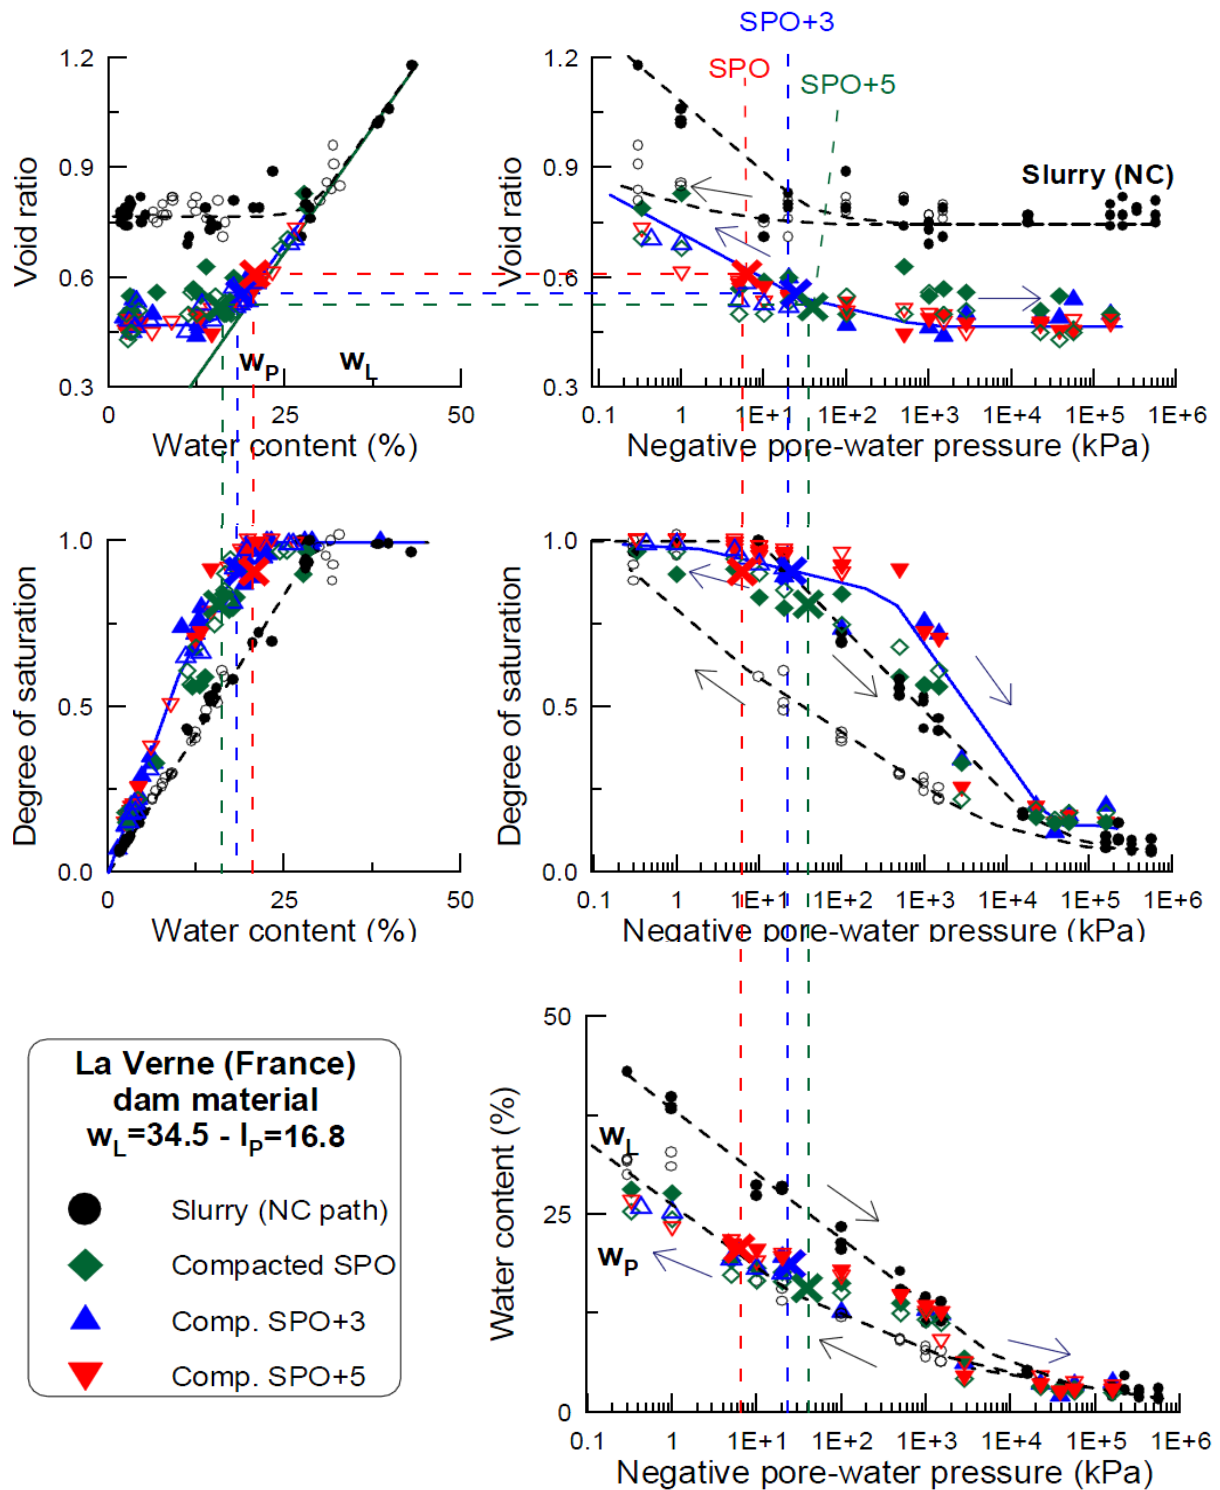 SPO+3
SPO
SPO+5
1.2
0.9
0.6
0.3
Void ratio
w_P
w_L
0
25
50
Water content (%)
1.2
0.9
0.6
0.3
Void ratio
Slurry (NC)
0.1
1
1E+1
1E+2
1E+3
1E+4
1E+5
1E+6
Negative pore-water pressure (kPa)
1.0
0.5
0.0
Degree of saturation
0
25
50
Water content (%)
1.0
0.5
0.0
Degree of saturation
0.1
1
1E+1
1E+2
1E+3
1E+4
1E+5
1E+6
Negative pore-water pressure (kPa)
La Verne (France)
dam material
w_L=34.5 - I_P=16.8
Slurry (NC path)
Compacted SPO
Comp. SPO+3
Comp. SPO+5
50
25
0
Water content (%)
w_L
w_P
0.1
1
1E+1
1E+2
1E+3
1E+4
1E+5
1E+6
Negative pore-water pressure (kPa)